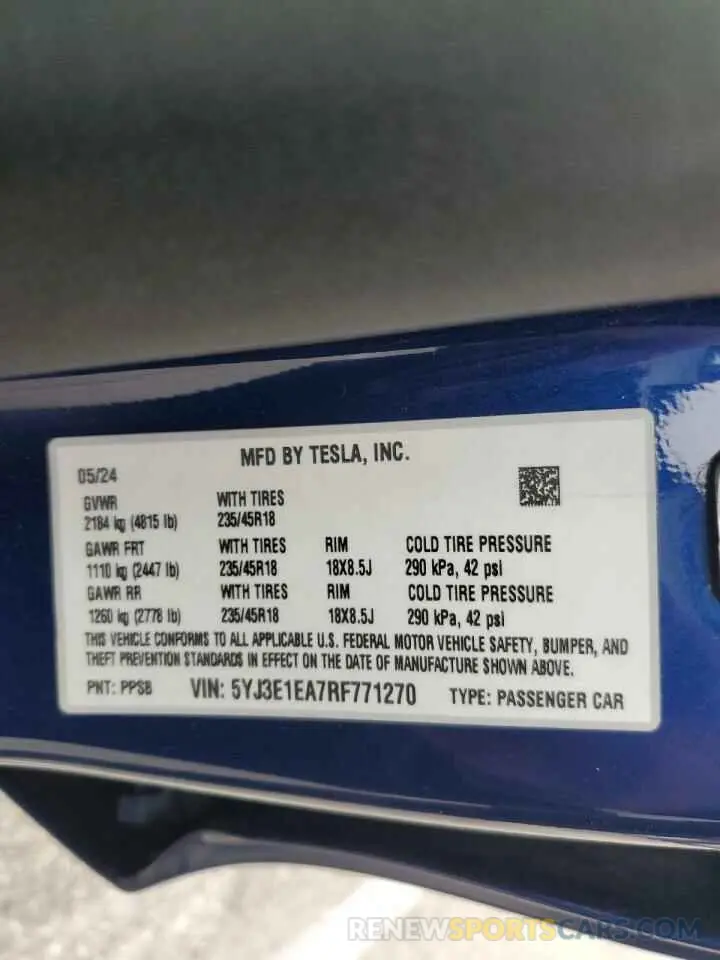 MFD BY TESLA, INC.
05/24
GVWR WITH TIRES
2184 kg (4815 lb) 235/45R18
GAWR FRT WITH TIRES RIM COLD TIRE PRESSURE
1110 kg (2447 lb) 235/45R18 18X8.5J 290 kPa, 42 psi
GAWR RR WITH TIRES RIM COLD TIRE PRESSURE
1260 kg (2778 lb) 235/45R18 18X8.5J 290 kPa, 42 psi
THIS VEHICLE CONFORMS TO ALL APPLICABLE U.S. FEDERAL MOTOR VEHICLE SAFETY, BUMPER, AND
THEFT PREVENTION STANDARDS IN EFFECT ON THE DATE OF MANUFACTURE SHOWN ABOVE.
PNT: PPSB VIN: 5YJ3E1EA7RF771270 TYPE: PASSENGER CAR
RENEWSPORTSCARS.COM